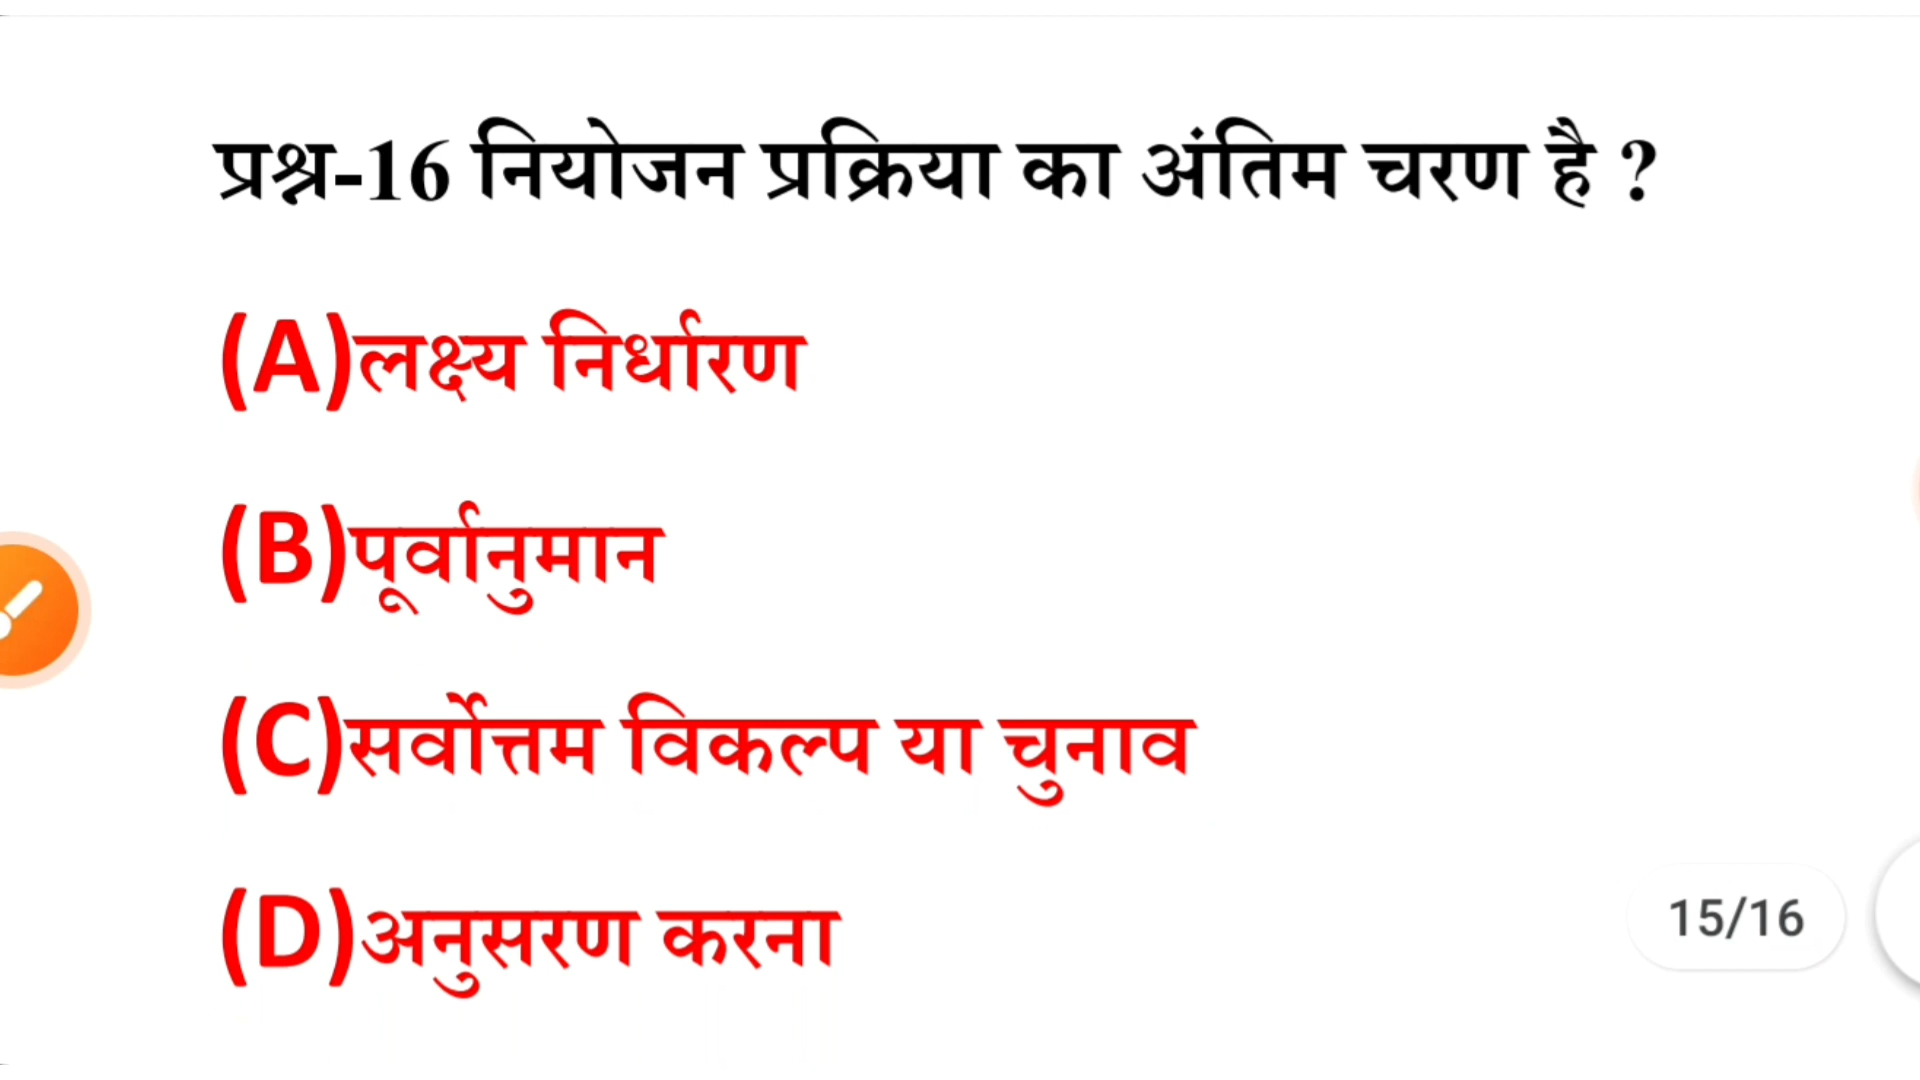 प्रश्न-16 नियोजन प्रक्रिया का अंतिम चरण है ?
(A)लक्ष्य निर्धारण
(B)पूर्वानुमान
(C)सर्वोत्तम विकल्प या चुनाव
(D)अनुसरण करना
15/16